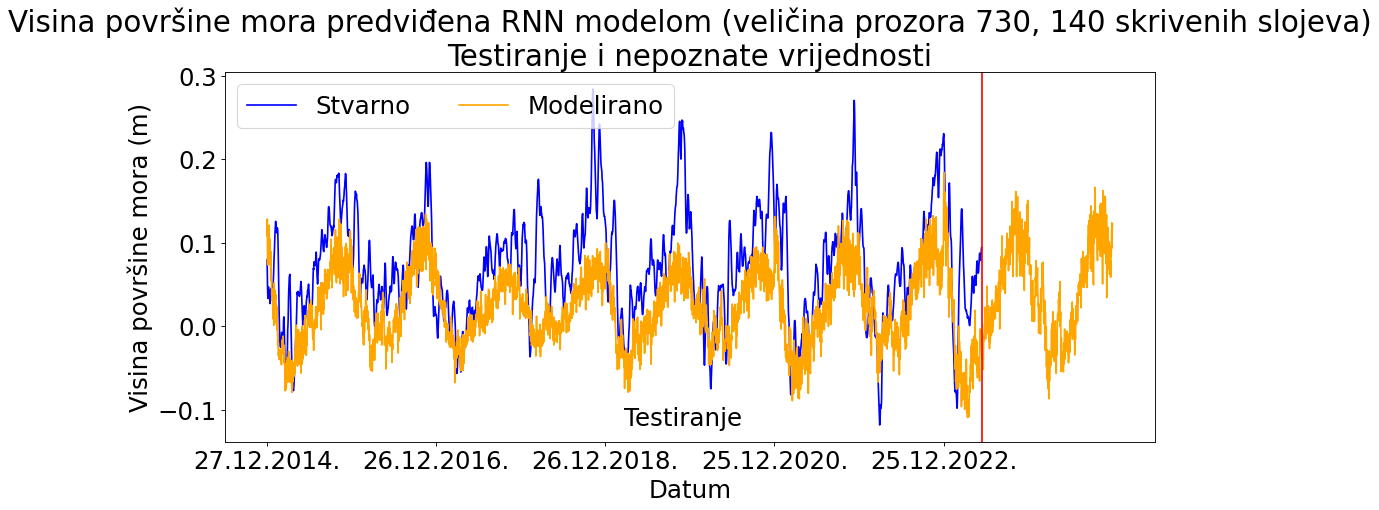 Visina površine mora predviđena RNN modelom (veličina prozora 730, 140 skrivenih slojeva)
Testiranje i nepoznate vrijednosti
Stvarno Modelirano
Visina površine mora (m)
0.3
0.2
0.1
0.0
−0.1
Testiranje
27.12.2014. 26.12.2016. 26.12.2018. 25.12.2020. 25.12.2022.
Datum